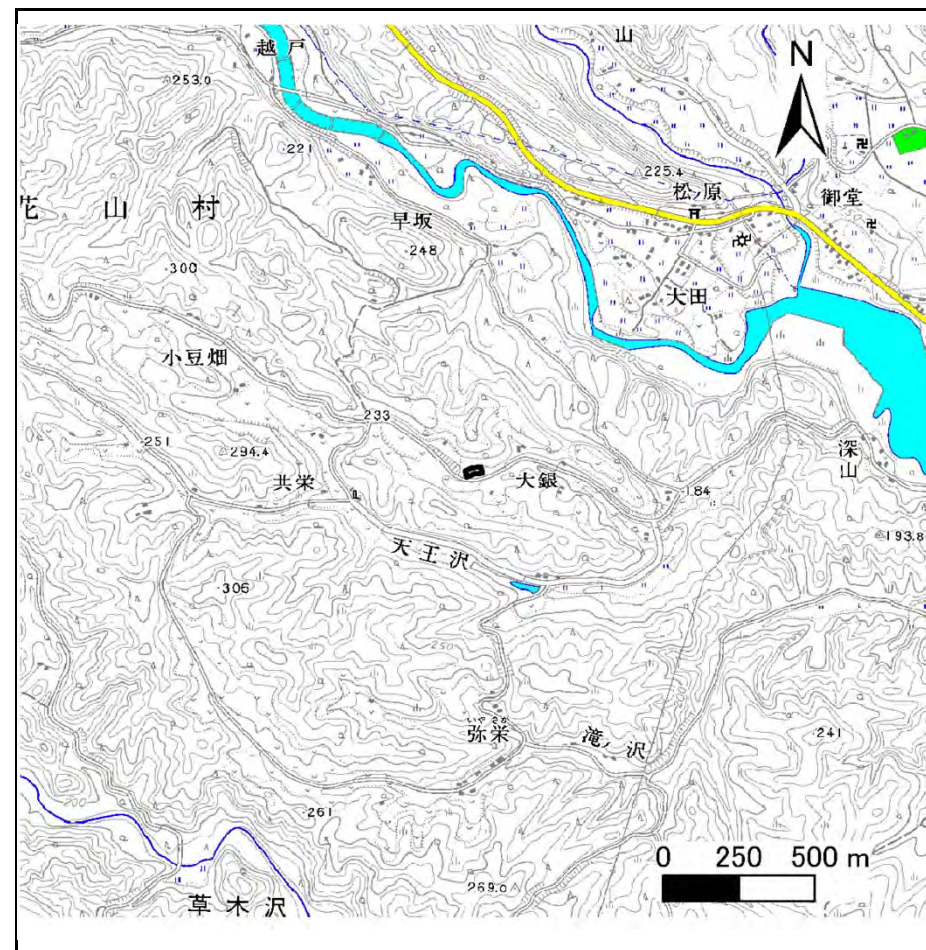 越戸
山
N
253.0
221
225.4
松ノ原
御堂
花山村
早坂
248
300
大田
小豆畑
233
251
294.4
共栄
大銀
184
深山
193.8
天王沢
306
250
いやさか
弥栄
滝ノ沢
241
261
200
0 250 500 m
269.0
草木沢